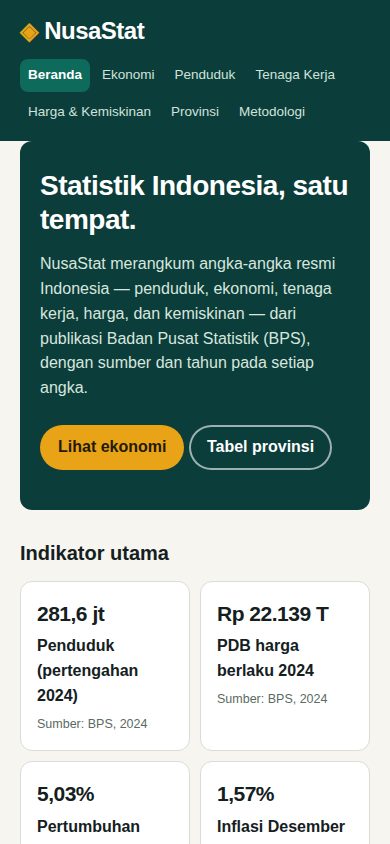 ◈ NusaStat
Beranda Ekonomi Penduduk Tenaga Kerja
Harga & Kemiskinan Provinsi Metodologi
Statistik Indonesia, satu
tempat.
NusaStat merangkum angka-angka resmi
Indonesia — penduduk, ekonomi, tenaga
kerja, harga, dan kemiskinan — dari
publikasi Badan Pusat Statistik (BPS),
dengan sumber dan tahun pada setiap
angka.
Lihat ekonomi Tabel provinsi
Indikator utama
281,6 jt
Penduduk
(pertengahan
2024)
Sumber: BPS, 2024
Rp 22.139 T
PDB harga
berlaku 2024
Sumber: BPS, 2024
5,03%
Pertumbuhan
1,57%
Inflasi Desember